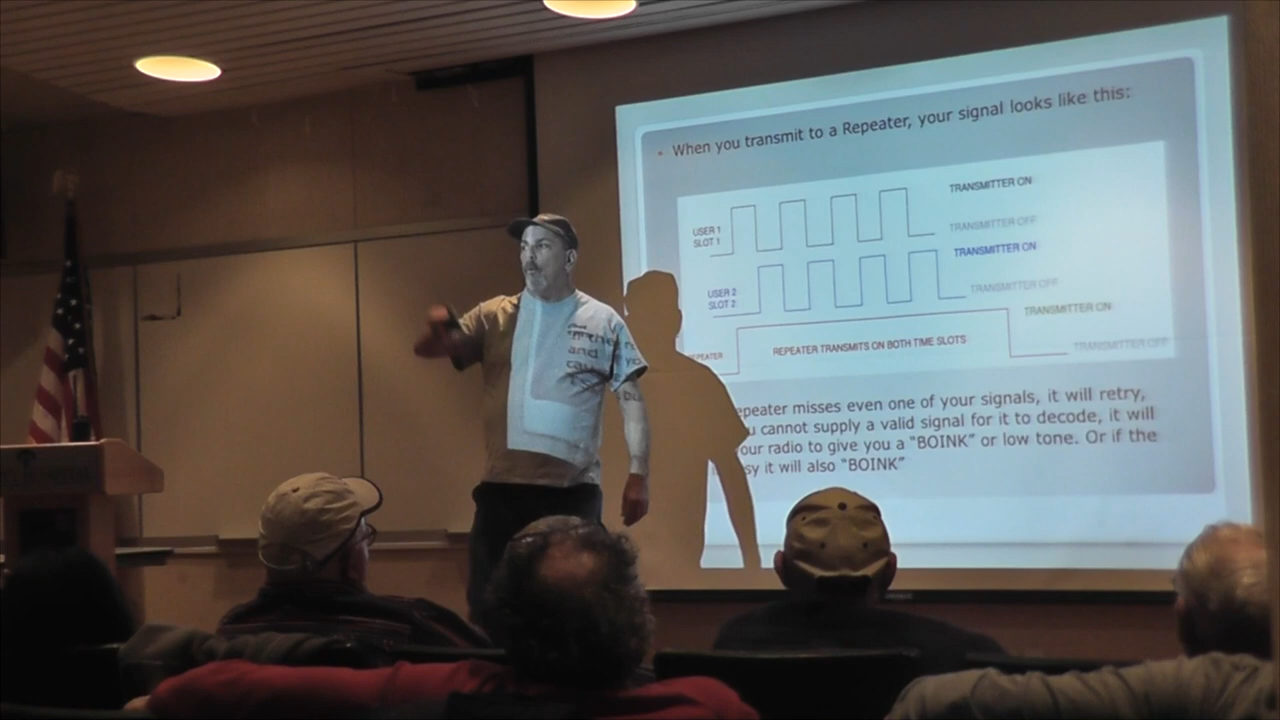 • When you transmit to a Repeater, your signal looks like this:
TRANSMITTER ON
USER 1
SLOT 1
TRANSMITTER OFF
TRANSMITTER ON
USER 2
SLOT 2
TRANSMITTER OFF
TRANSMITTER ON
REPEATER TRANSMITS ON BOTH TIME SLOTS
TRANSMITTER OFF
EPEATER
epeater misses even one of your signals, it will retry,
u cannot supply a valid signal for it to decode, it will
our radio to give you a “BOINK” or low tone. Or if the
sy it will also “BOINK”
and